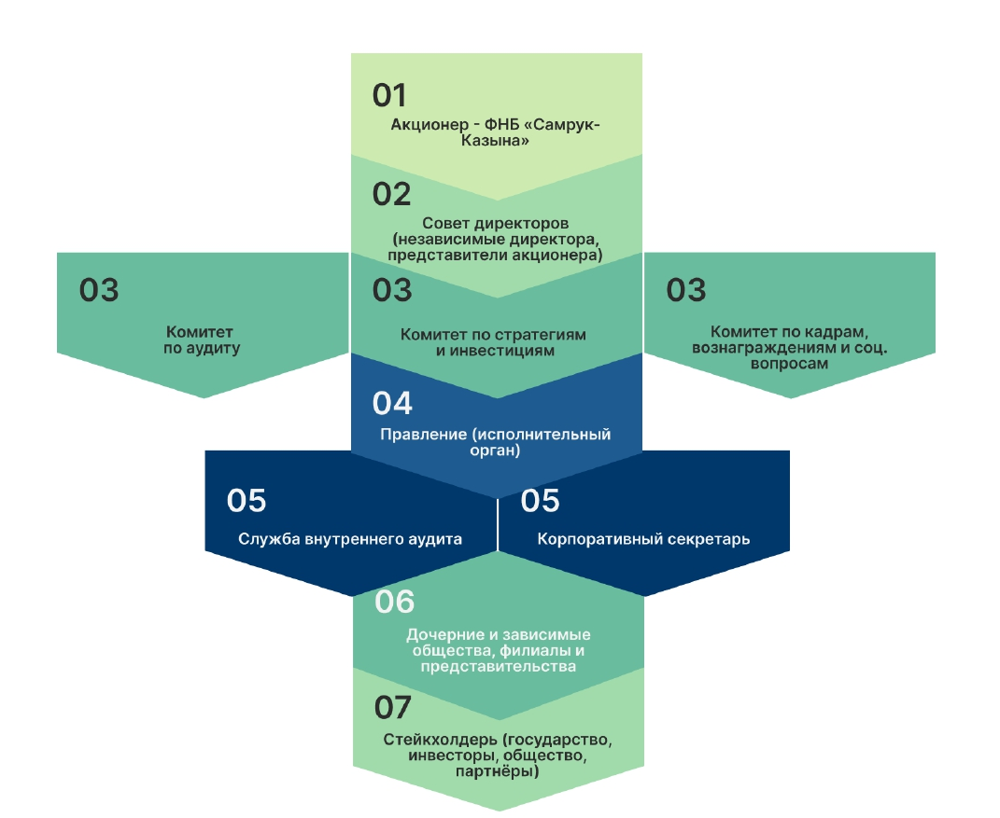 01
Акционер - ФНБ «Самрук-
Казына»
02
Совет директоров
(независимые директора,
представители акционера)
03
Комитет
по аудиту
03
Комитет по стратегиям
и инвестициям
03
Комитет по кадрам,
вознаграждениям и соц.
вопросам
04
Правление (исполнительный
орган)
05
Служба внутреннего аудита
05
Корпоративный секретарь
06
Дочерние и зависимые
общества, филиалы и
представительства
07
Стейкхолдеръ (государство,
инвесторы, общество,
партнёры)